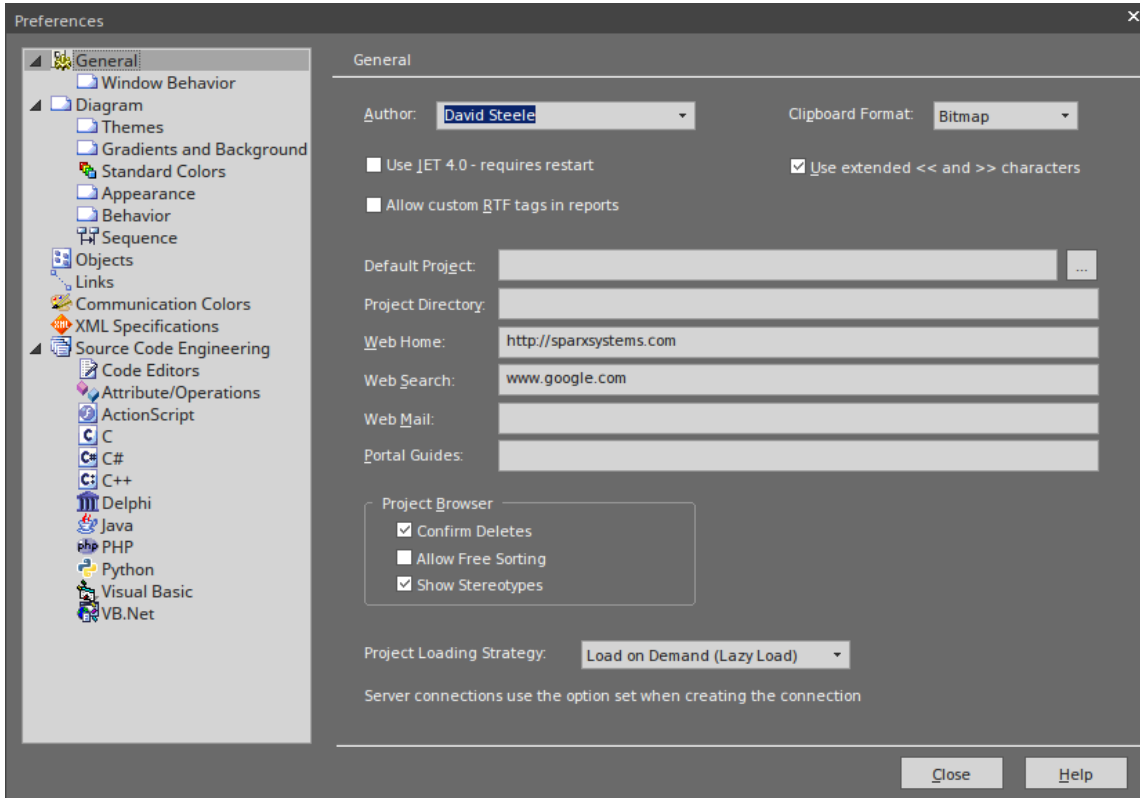 Preferences
General
Window Behavior
Diagram
Themes
Gradients and Background
Standard Colors
Appearance
Behavior
Sequence
Objects
Links
Communication Colors
XML Specifications
Source Code Engineering
Code Editors
Attribute/Operations
ActionScript
C
C#
C++
Delphi
Java
PHP
Python
Visual Basic
VB.Net
General
Author: David Steele Clipboard Format: Bitmap
Use JET 4.0 - requires restart Use extended << and >> characters
Allow custom RTF tags in reports
Default Project: ...
Project Directory:
Web Home: http://sparxsystems.com
Web Search: www.google.com
Web Mail:
Portal Guides:
Project Browser
Confirm Deletes
Allow Free Sorting
Show Stereotypes
Project Loading Strategy: Load on Demand (Lazy Load)
Server connections use the option set when creating the connection
Close Help